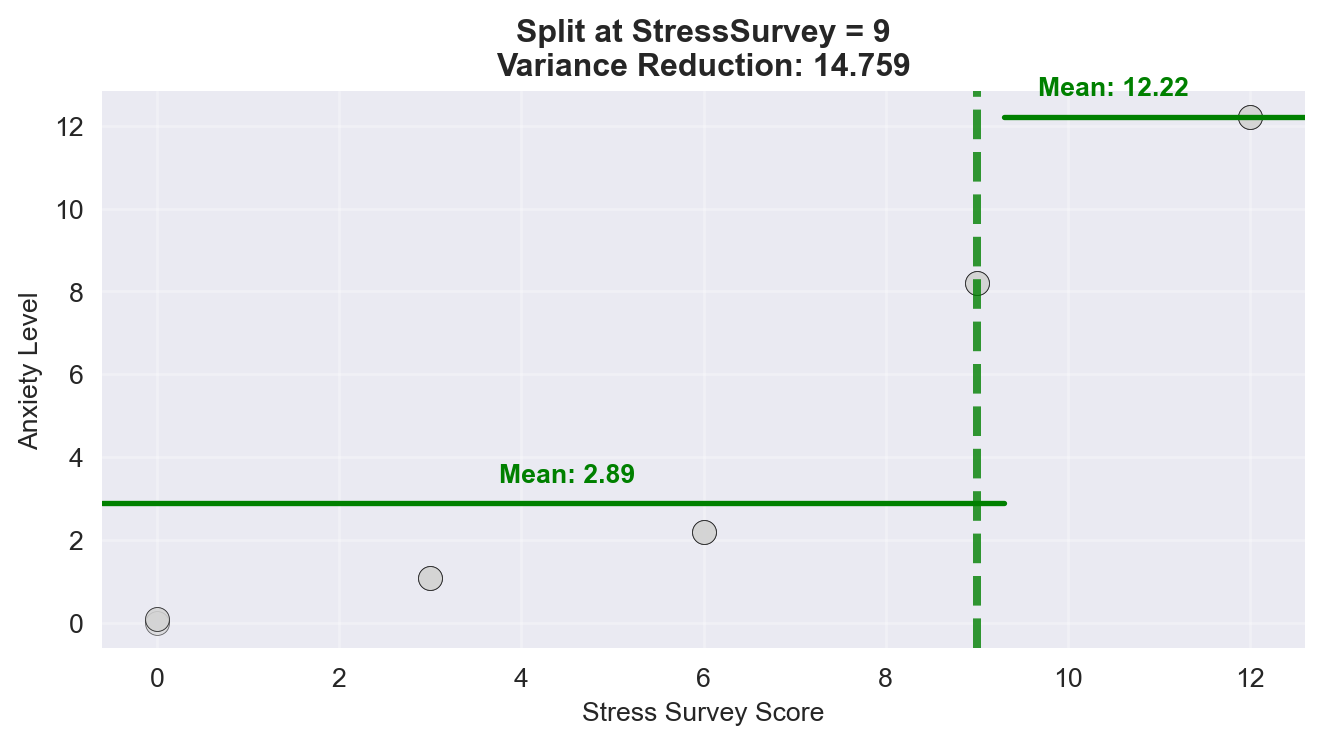 Split at StressSurvey = 9
Variance Reduction: 14.759
Mean: 12.22
Mean: 2.89
12
10
8
6
4
2
0
Anxiety Level
0 2 4 6 8 10 12
Stress Survey Score